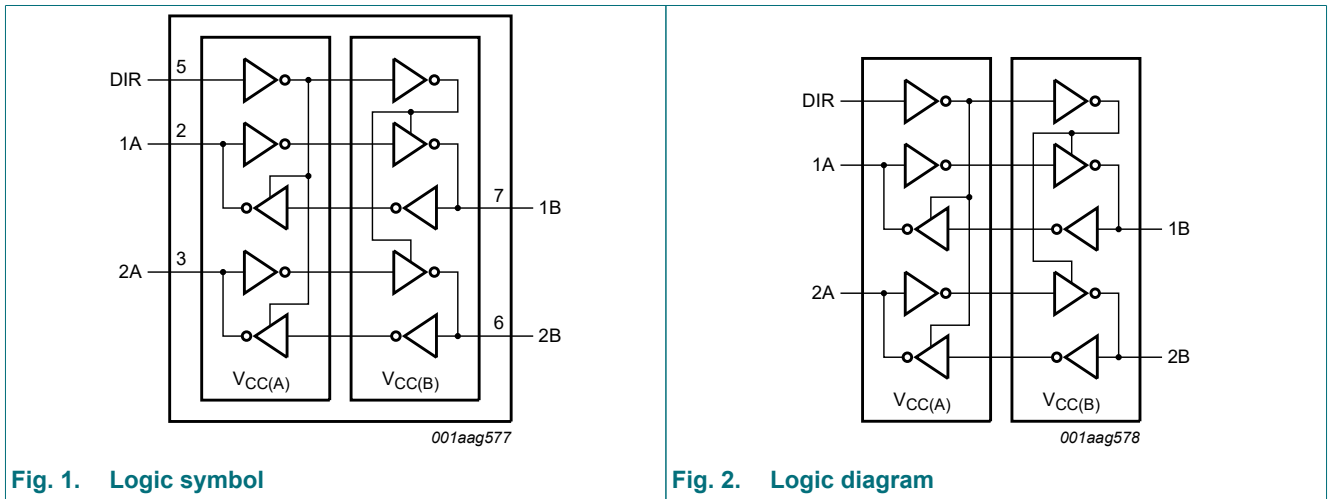 DIR 5
1A 2
7 1B
2A 3
6 2B
VCC(A) VCC(B)
001aag577
Fig. 1. Logic symbol
DIR
1A
1B
2A
2B
VCC(A) VCC(B)
001aag578
Fig. 2. Logic diagram